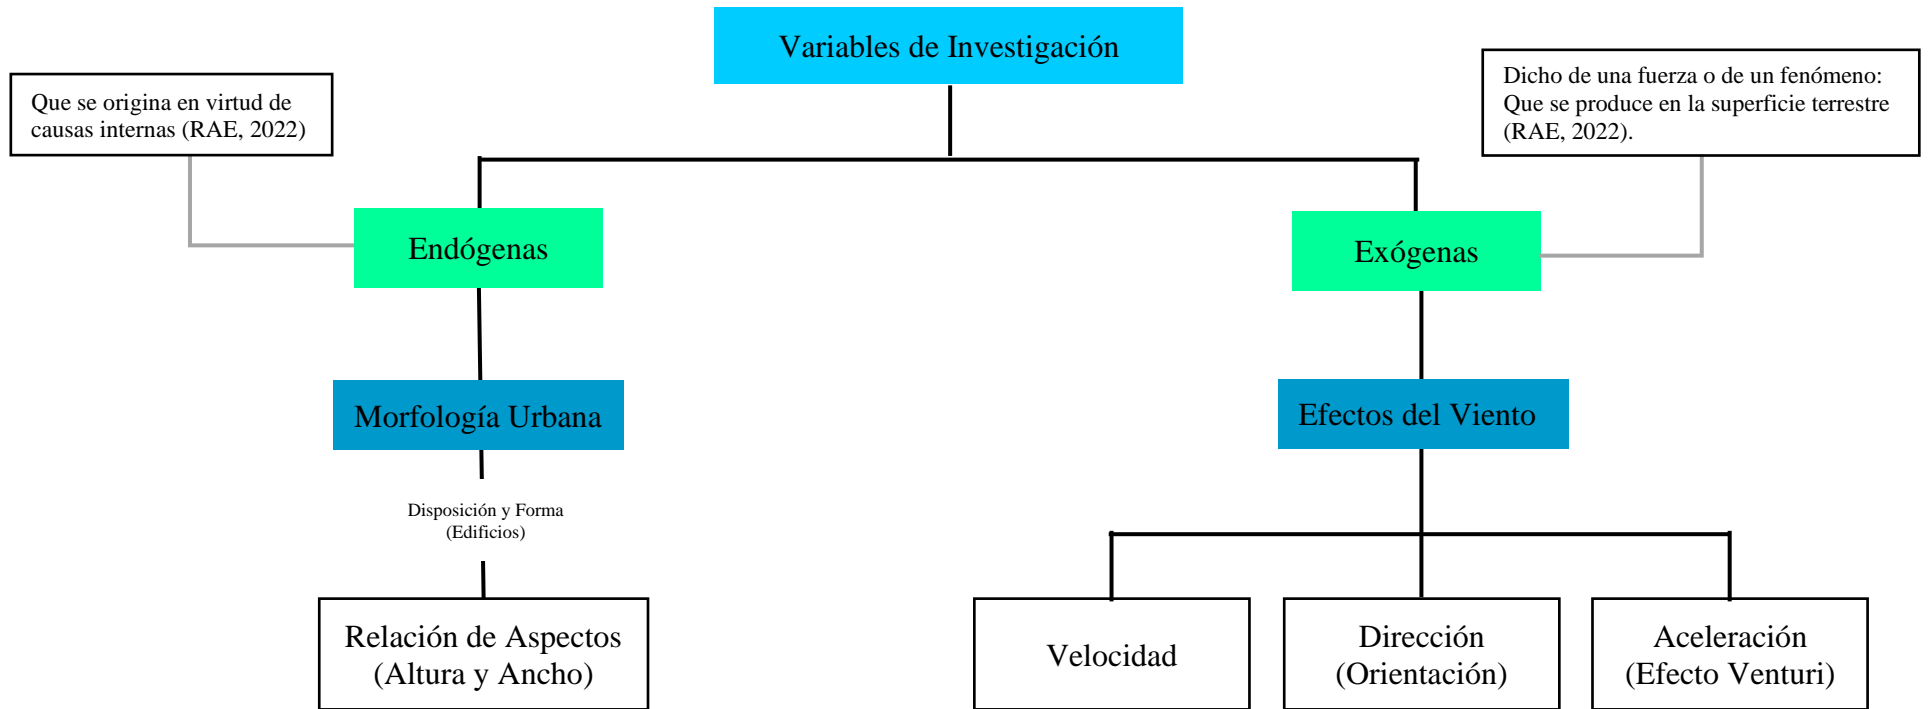 Variables de Investigación
Que se origina en virtud de
causas internas (RAE, 2022)
Dicho de una fuerza o de un fenómeno:
Que se produce en la superficie terrestre
(RAE, 2022).
Endógenas
Exógenas
Morfología Urbana
Efectos del Viento
Disposición y Forma
(Edificios)
Relación de Aspectos
(Altura y Ancho)
Velocidad
Dirección
(Orientación)
Aceleración
(Efecto Venturi)